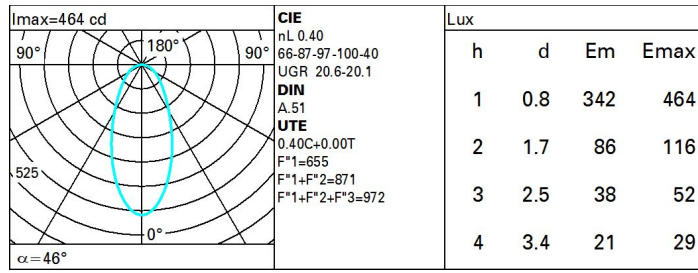 Imax=464 cd
90° 180° 90°
525
0°
α=46°
CIE
nL 0.40
66-87-97-100-40
UGR 20.6-20.1
DIN
A.51
UTE
0.40C+0.00T
F"1=655
F"1+F"2=871
F"1+F"2+F"3=972
Lux
h d Em Emax
1 0.8 342 464
2 1.7 86 116
3 2.5 38 52
4 3.4 21 29